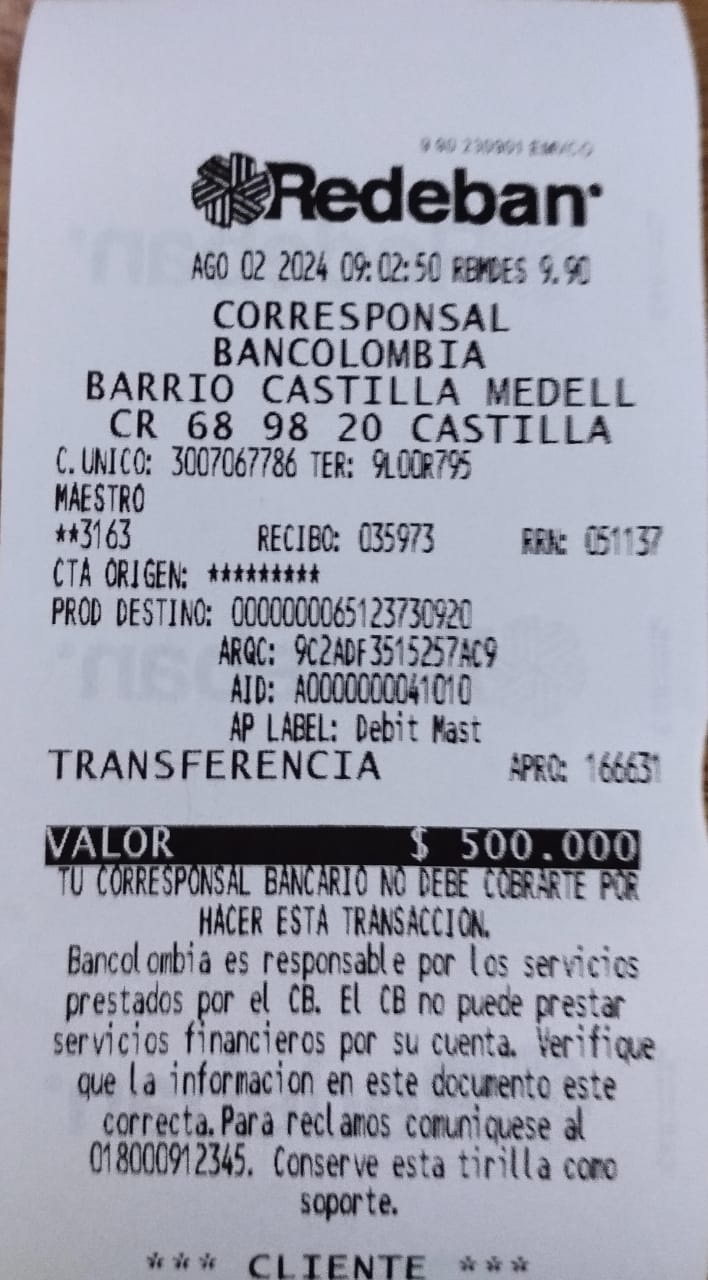 9.90 230901 EMVCO
Redeban
AGO 02 2024 09:02:50 RBMDES 9.90
CORRESPONSAL
BANCOLOMBIA
BARRIO CASTILLA MEDELL
CR 68 98 20 CASTILLA
C.UNICO: 3007067786 TER: 9L00R795
MAESTRO
**3163 RECIBO: 035973 RRN: 051137
CTA ORIGEN: *********
PROD DESTINO: 0000000065123730920
ARQC: 9C2ADF3515257AC9
AID: A0000000041010
AP LABEL: Debit Mast
TRANSFERENCIA APRO: 166631
VALOR $ 500.000
TU CORRESPONSAL BANCARIO NO DEBE COBRARTE POR
HACER ESTA TRANSACCION.
Bancolombia es responsable por los servicios
prestados por el CB. El CB no puede prestar
servicios financieros por su cuenta. Verifique
que la informacion en este documento este
correcta. Para reclamos comuniquese al
018000912345. Conserve esta tirilla como
soporte.
*** CLIENTE ***